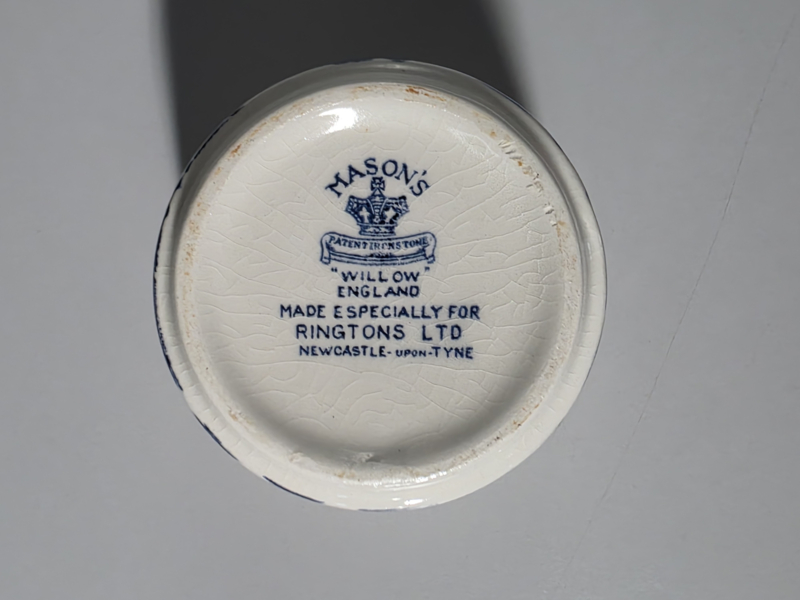 MASON'S
PATENT IRONSTONE
"WILLOW"
ENGLAND
MADE ESPECIALLY FOR
RINGTONS LTD
NEWCASTLE-UPON-TYNE